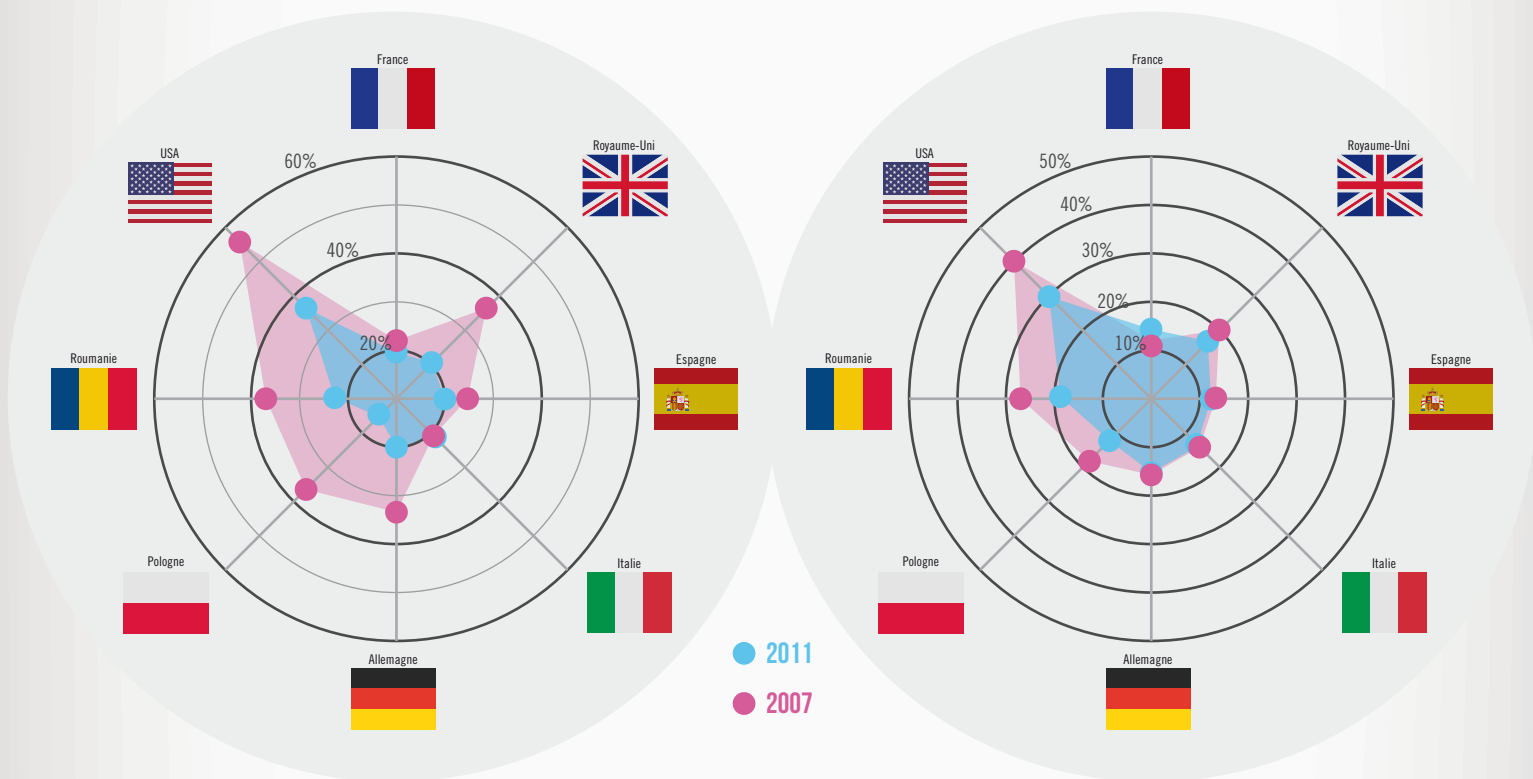 France
USA
Royaume-Uni
60%
40%
20%
Roumanie
Espagne
Pologne
Italie
Allemagne
France
USA
Royaume-Uni
50%
40%
30%
20%
10%
Roumanie
Espagne
Pologne
Italie
Allemagne
2011
2007